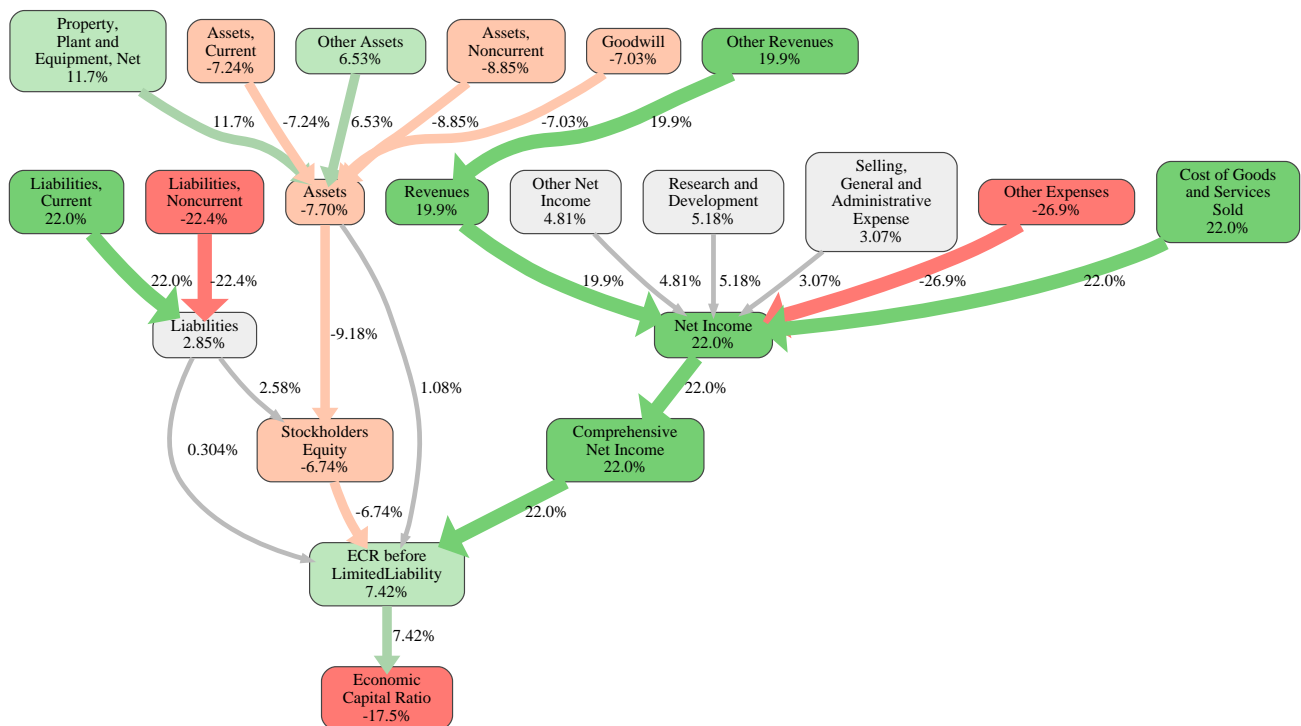 Property,
Plant and
Equipment, Net
11.7%
Assets,
Current
-7.24%
Other Assets
6.53%
Assets,
Noncurrent
-8.85%
Goodwill
-7.03%
Other Revenues
19.9%
11.7%
-7.24%
6.53%
-8.85%
-7.03%
19.9%
Liabilities,
Current
22.0%
Liabilities,
Noncurrent
-22.4%
Assets
-7.70%
Revenues
19.9%
Other Net
Income
4.81%
Research and
Development
5.18%
Selling,
General and
Administrative
Expense
3.07%
Other Expenses
-26.9%
Cost of Goods
and Services
Sold
22.0%
22.0%
-22.4%
19.9%
4.81%
5.18%
3.07%
-26.9%
22.0%
Liabilities
2.85%
-9.18%
Net Income
22.0%
2.58%
1.08%
22.0%
0.304%
Stockholders
Equity
-6.74%
Comprehensive
Net Income
22.0%
-6.74%
22.0%
ECR before
LimitedLiability
7.42%
7.42%
Economic
Capital Ratio
-17.5%